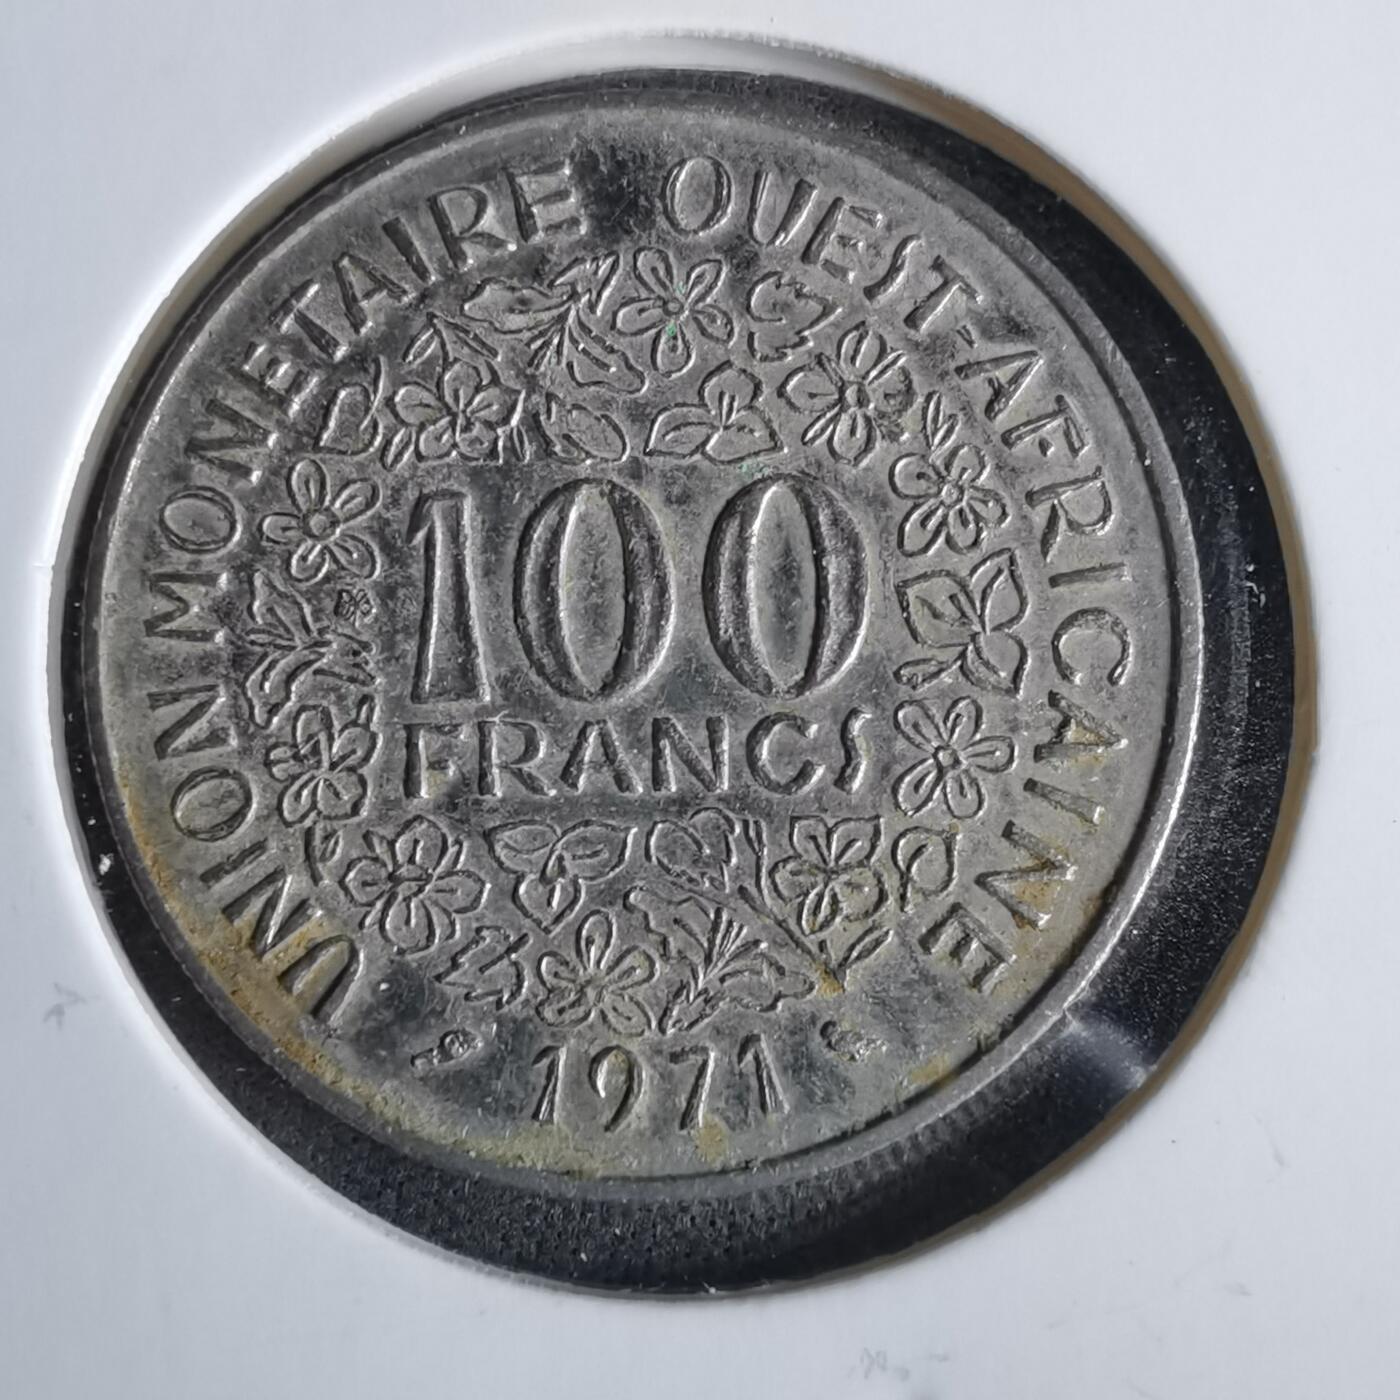 UNION MONETAIRE OUEST-AFRICAINE
100
FRANCS
1971